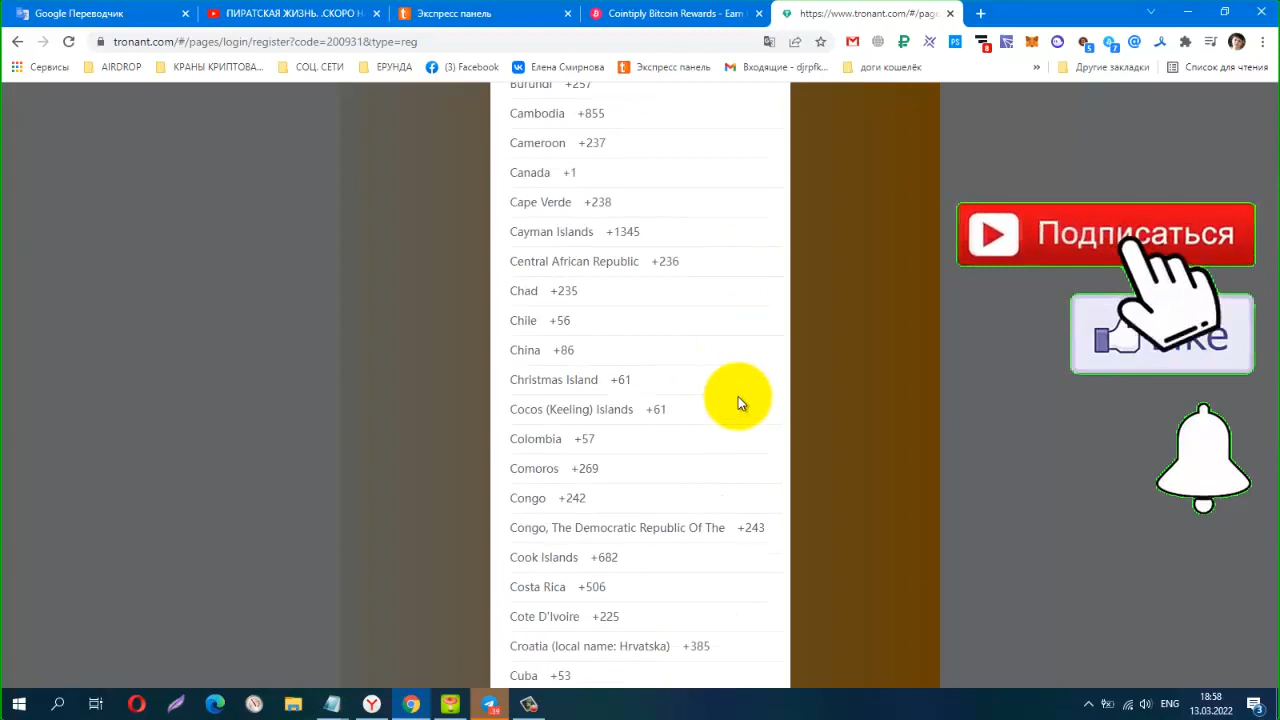 Google Переводчик
ПИРАТСКАЯ ЖИЗНЬ. .СКОРО Н
Экспресс панель
Cointiply Bitcoin Rewards - Earn
https://www.tronant.com/#/page
tronant.com/#/pages/login/register?code=200931&type=reg
Сервисы
AIRDROP
КРАНЫ КРИПТОВА...
СОЦ. СЕТИ
ЕРУНДА
(3) Facebook
Елена Смирнова
Экспресс панель
Входящие - djrpfk...
доги кошелёк
»
Другие закладки
Список для чтения
Burundi +257
Cambodia +855
Cameroon +237
Canada +1
Cape Verde +238
Cayman Islands +1345
Central African Republic +236
Chad +235
Chile +56
China +86
Christmas Island +61
Cocos (Keeling) Islands +61
Colombia +57
Comoros +269
Congo +242
Congo, The Democratic Republic Of The +243
Cook Islands +682
Costa Rica +506
Cote D'Ivoire +225
Croatia (local name: Hrvatska) +385
Cuba +53
Подписаться
ENG
18:58
13.03.2022